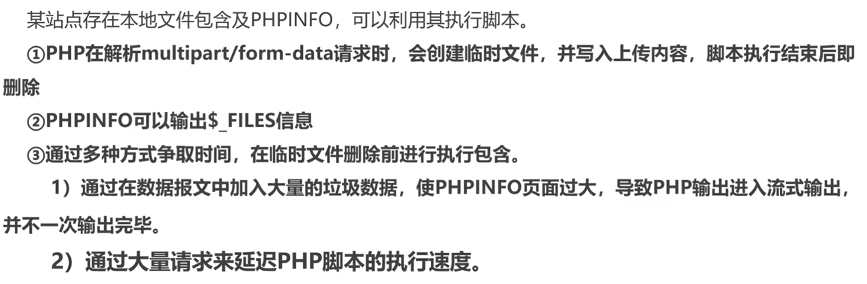 某站点存在本地文件包含及PHPINFO，可以利用其执行脚本。
①PHP在解析multipart/form-data请求时，会创建临时文件，并写入上传内容，脚本执行结束后即
删除
②PHPINFO可以输出$_FILES信息
③通过多种方式争取时间，在临时文件删除前进行执行包含。
1）通过在数据报文中加入大量的垃圾数据，使PHPINFO页面过大，导致PHP输出进入流式输出，
并不一次输出完毕。
2）通过大量请求来延迟PHP脚本的执行速度。